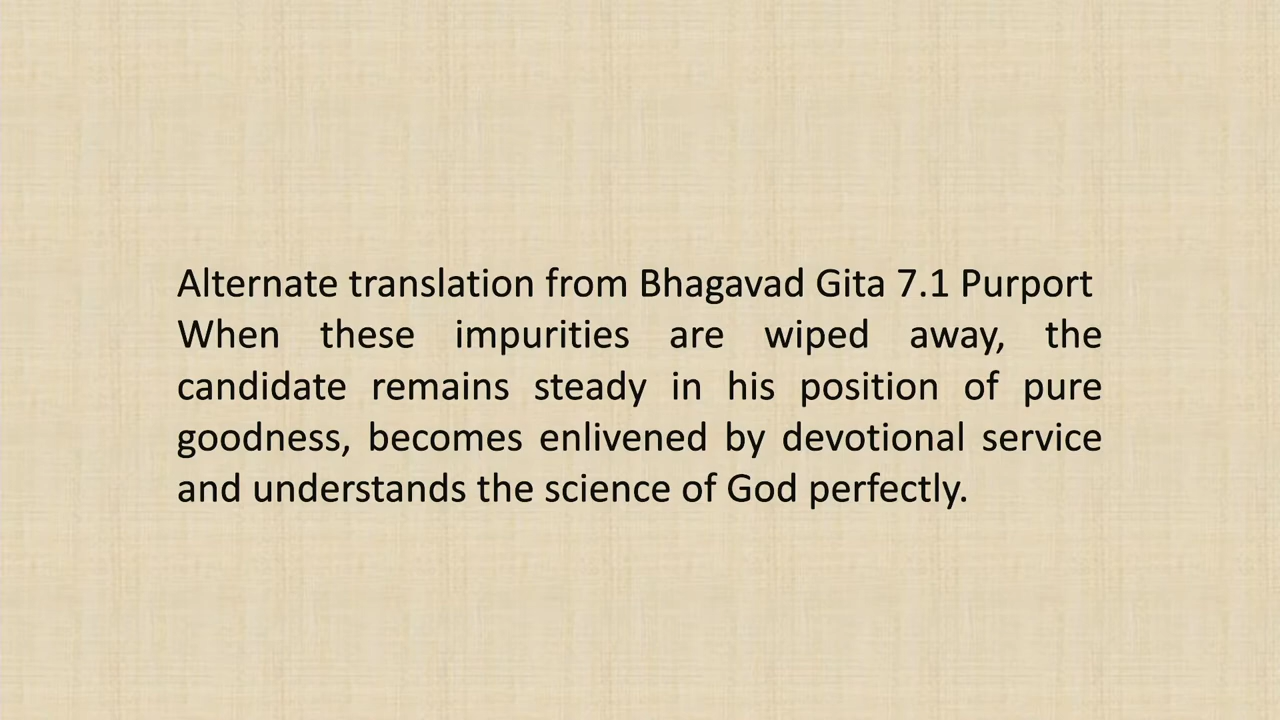 Alternate translation from Bhagavad Gita 7.1 Purport
When these impurities are wiped away, the
candidate remains steady in his position of pure
goodness, becomes enlivened by devotional service
and understands the science of God perfectly.